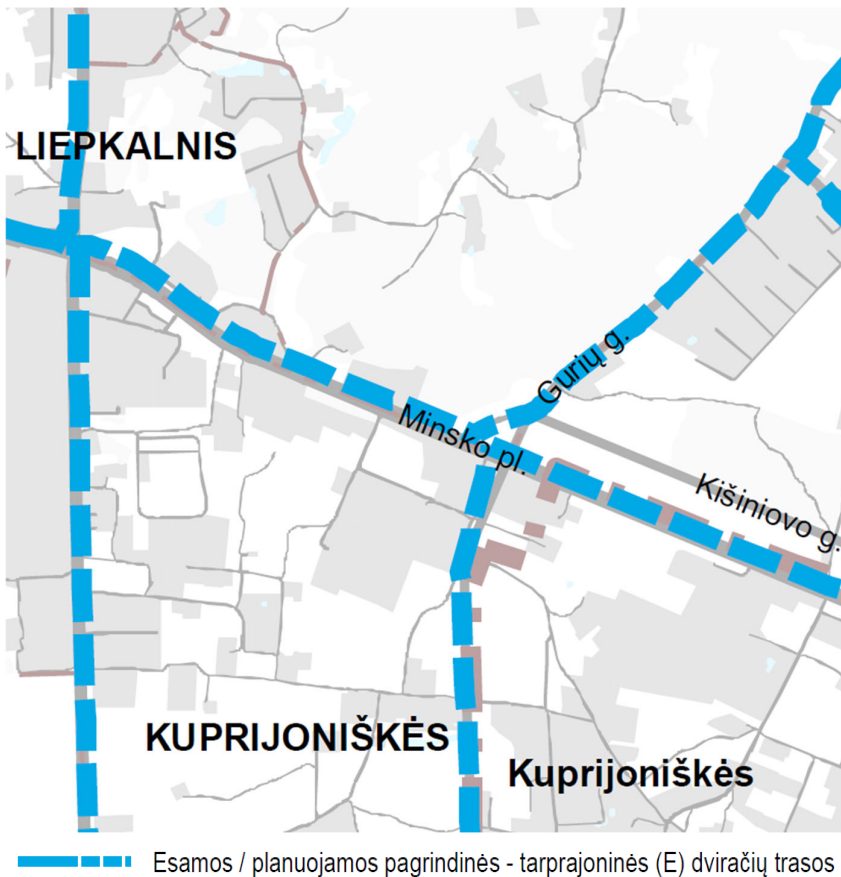 LIEPKALNIS
Gurių g.
Minsko pl.
Kišiniovo g.
KUPRIJONIŠKĖS
Kuprijoniškės
Esamos / planuojamos pagrindinės - tarprajoninės (E) dviračių trasos